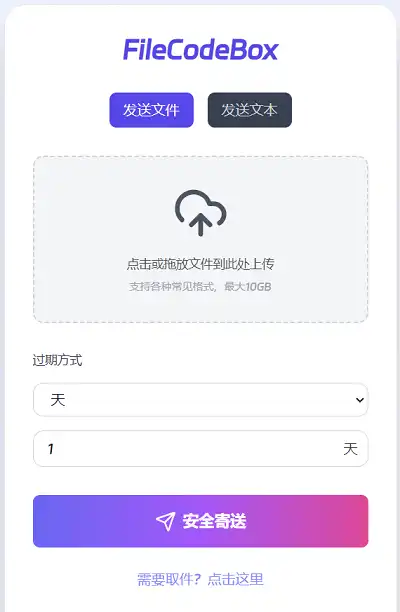 FileCodeBox
发送文件 发送文本
点击或拖放文件到此处上传
支持各种常见格式，最大10GB
过期方式
天
1 天
安全寄送
需要取件？点击这里